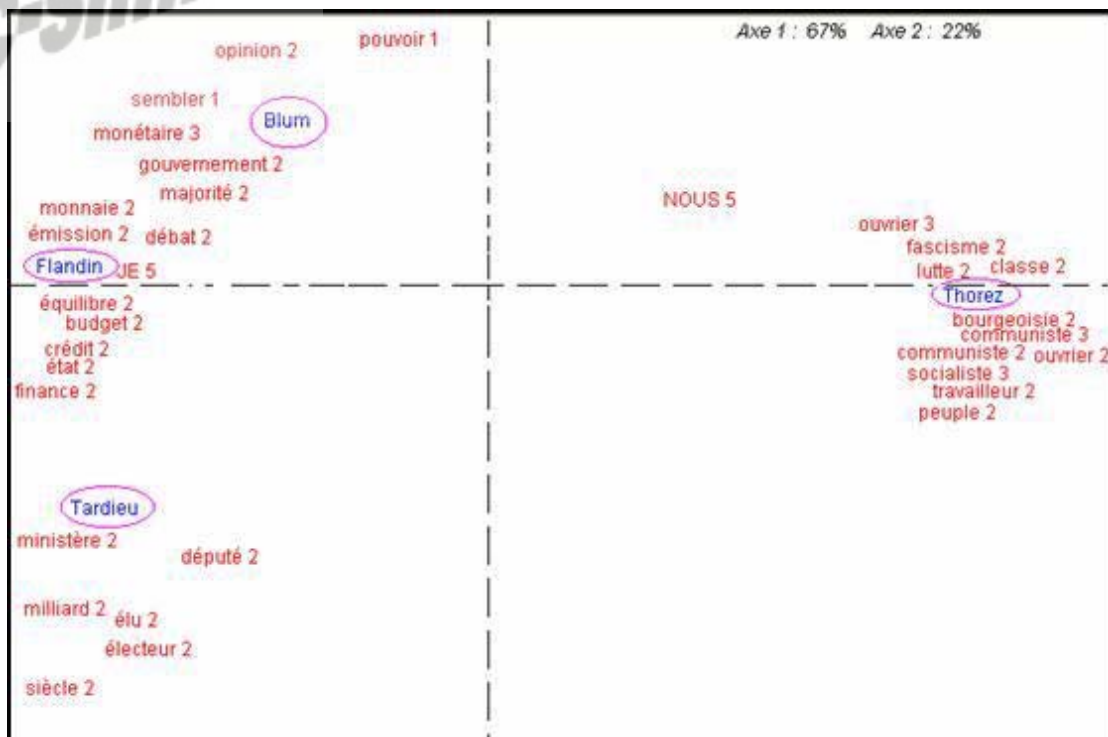 Axe 1 : 67% Axe 2 : 22%
pouvoir 1
opinion 2
sembler 1
Blum
monétaire 3
gouvernement 2
majorité 2
monnaie 2
NOUS 5
émission 2
débat 2
ouvrier 3
fascisme 2
Flandin
JE 5
lutte 2
classe 2
Thorez
équilibre 2
budget 2
bourgeoisie 2
communiste 3
crédit 2
communiste 2
ouvrier 2
état 2
socialiste 3
finance 2
travailleur 2
peuple 2
Tardieu
ministère 2
député 2
milliard 2
élu 2
électeur 2
siècle 2